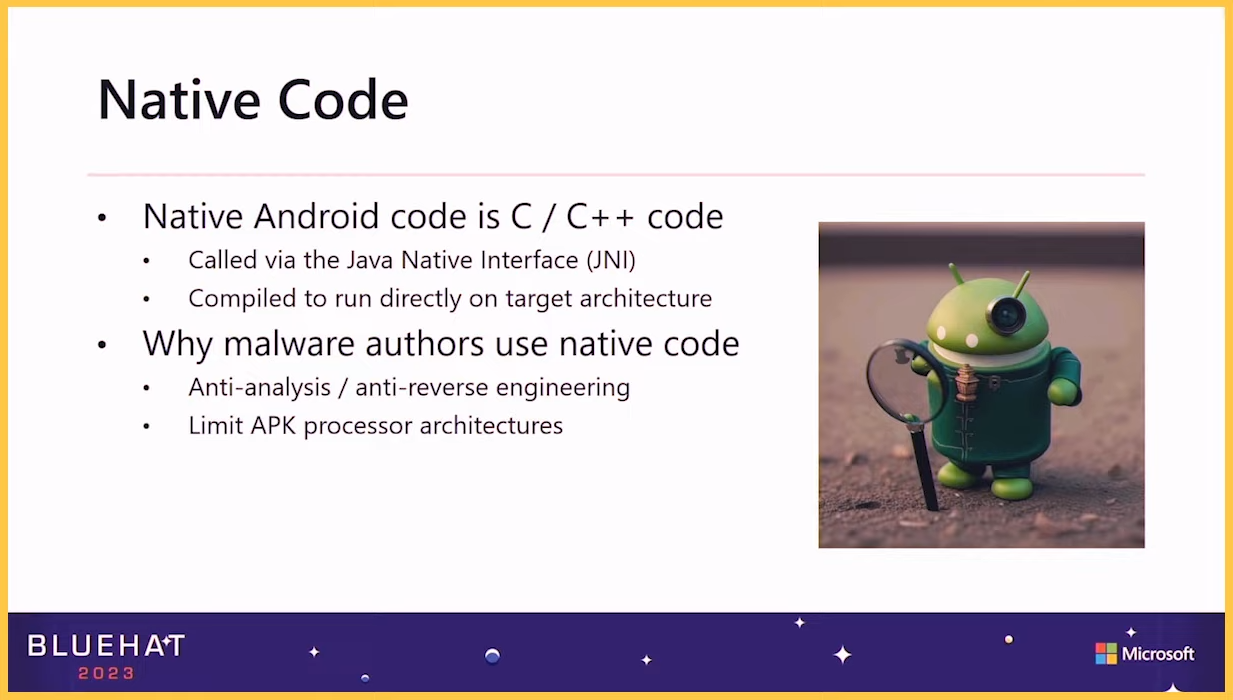 Native Code
• Native Android code is C / C++ code
• Called via the Java Native Interface (JNI)
• Compiled to run directly on target architecture
• Why malware authors use native code
• Anti-analysis / anti-reverse engineering
• Limit APK processor architectures
BLUEHAT
2023
Microsoft